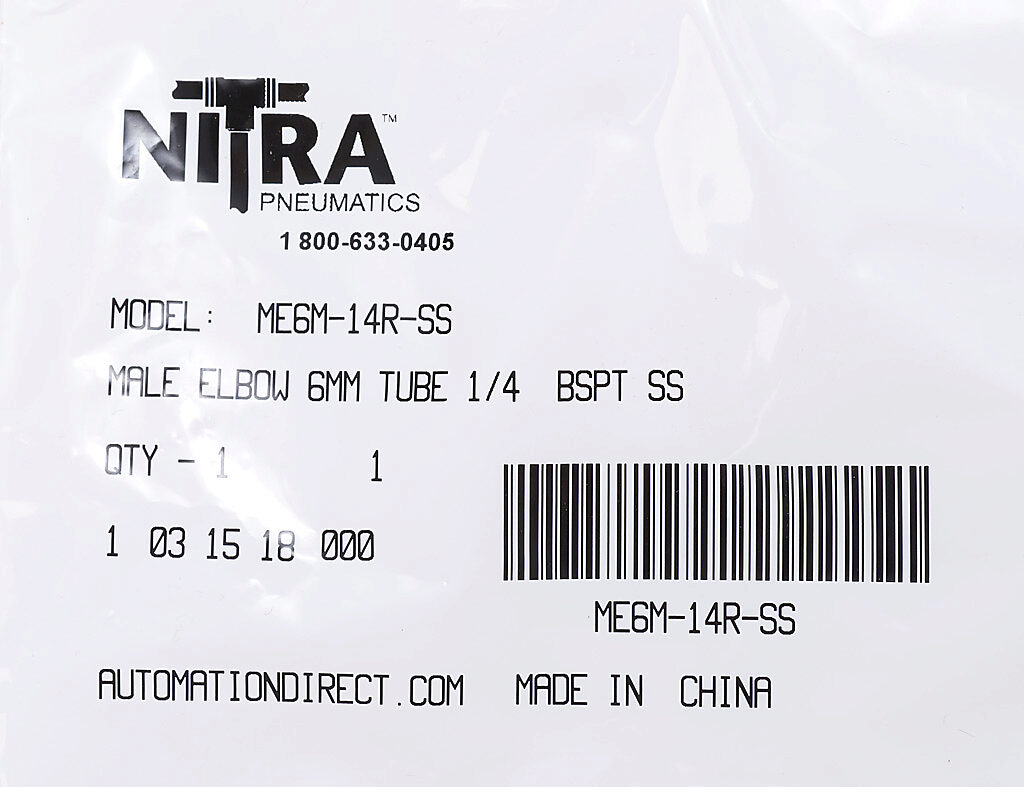 NITRA™
PNEUMATICS
1 800-633-0405
MODEL: ME6M-14R-SS
MALE ELBOW 6MM TUBE 1/4 BSPT SS
QTY - 1 1
1 03 15 18 000
ME6M-14R-SS
AUTOMATIONDIRECT.COM MADE IN CHINA